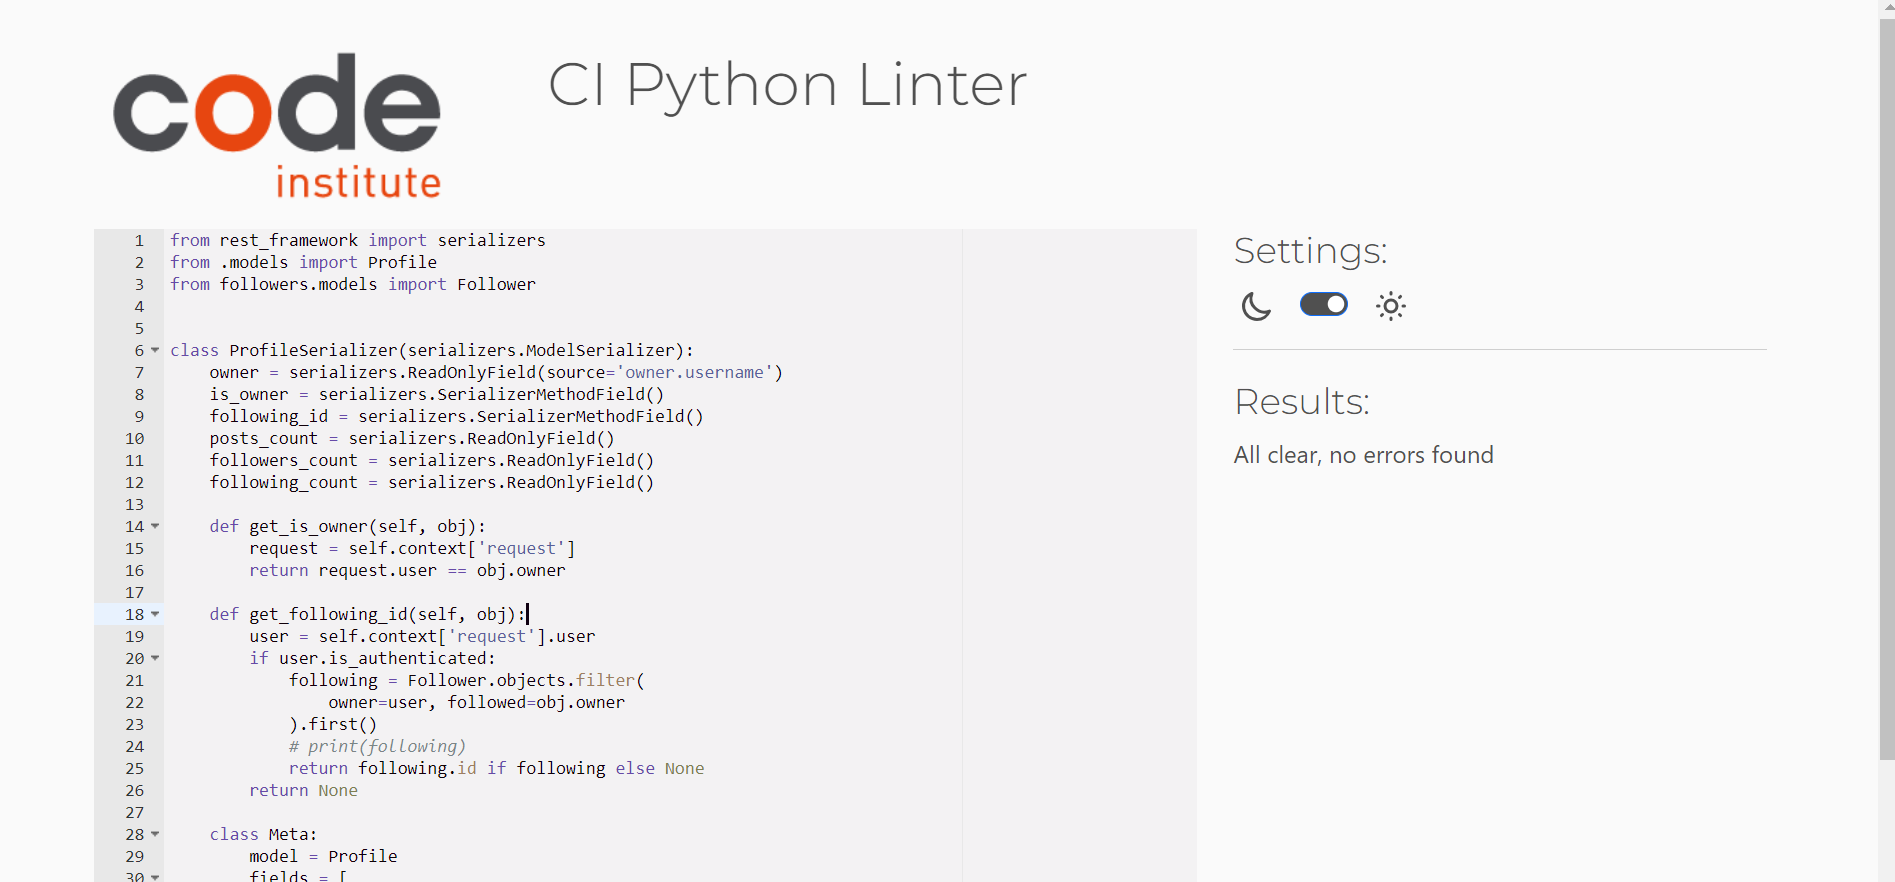 code
institute
CI Python Linter
1 from rest_framework import serializers
2 from .models import Profile
3 from followers.models import Follower
4
5
6 class ProfileSerializer(serializers.ModelSerializer):
7     owner = serializers.ReadOnlyField(source='owner.username')
8     is_owner = serializers.SerializerMethodField()
9     following_id = serializers.SerializerMethodField()
10     posts_count = serializers.ReadOnlyField()
11     followers_count = serializers.ReadOnlyField()
12     following_count = serializers.ReadOnlyField()
13
14     def get_is_owner(self, obj):
15         request = self.context['request']
16         return request.user == obj.owner
17
18     def get_following_id(self, obj):
19         user = self.context['request'].user
20         if user.is_authenticated:
21             following = Follower.objects.filter(
22                 owner=user, followed=obj.owner
23             ).first()
24             # print(following)
25             return following.id if following else None
26         return None
27
28     class Meta:
29         model = Profile
30         fields = [
Settings:
Results:
All clear, no errors found